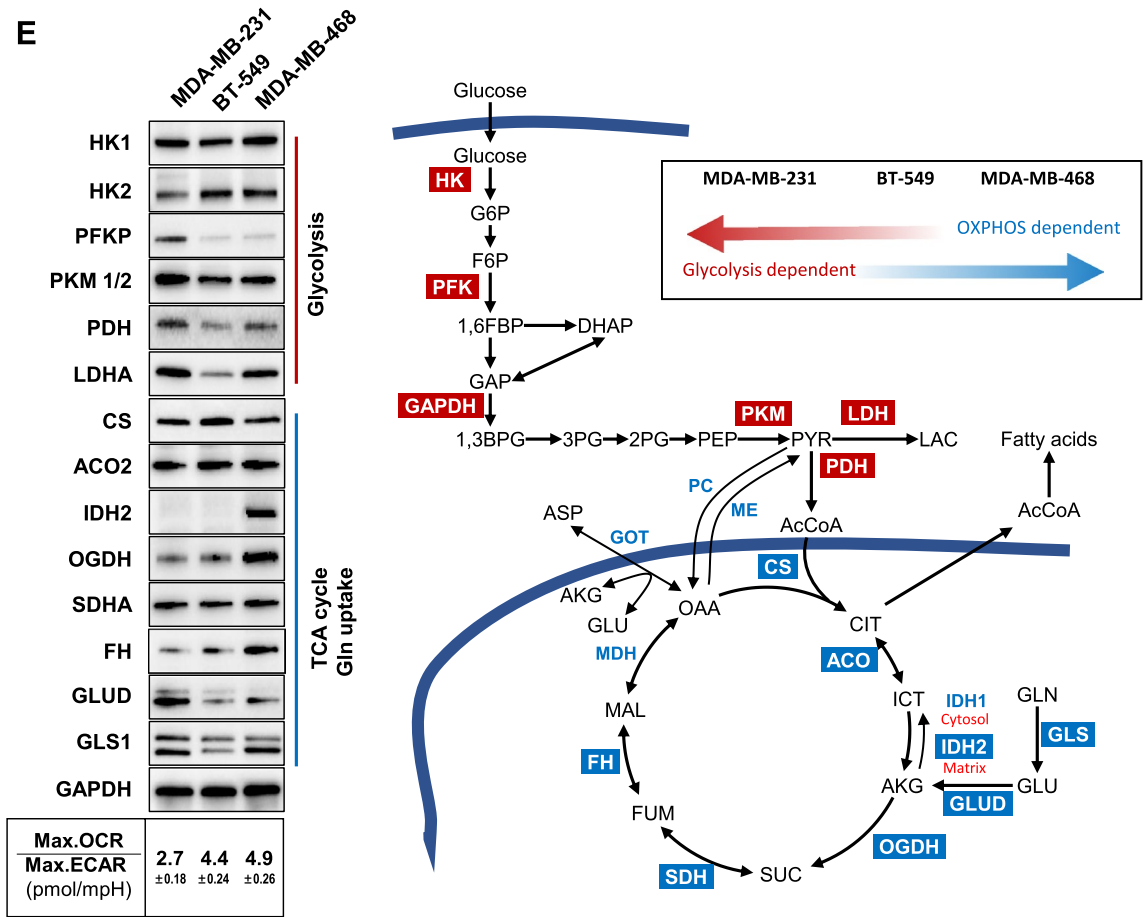 E
MDA-MB-231
BT-549
MDA-MB-468
HK1
HK2
PFKP
PKM 1/2
PDH
LDHA
Glycolysis
CS
ACO2
IDH2
OGDH
SDHA
FH
GLUD
GLS1
TCA cycle
Gln uptake
GAPDH
Max.OCR
Max.ECAR
(pmol/mpH)
2.7 4.4 4.9
±0.18 ±0.24 ±0.26
Glucose
Glucose
HK
G6P
F6P
PFK
1,6FBP DHAP
GAP
GAPDH
1,3BPG 3PG 2PG PEP PKM PYR LDH LAC
PDH
MDA-MB-231 BT-549 MDA-MB-468
OXPHOS dependent
Glycolysis dependent
Fatty acids
AcCoA
PC
ME
AcCoA
ASP
GOT
AKG
GLU
OAA
CS
CIT
MDH
ACO
MAL
ICT
IDH1
Cytosol
IDH2
Matrix
GLN
GLS
GLU
GLUD
AKG
FH
FUM
OGDH
SDH
SUC